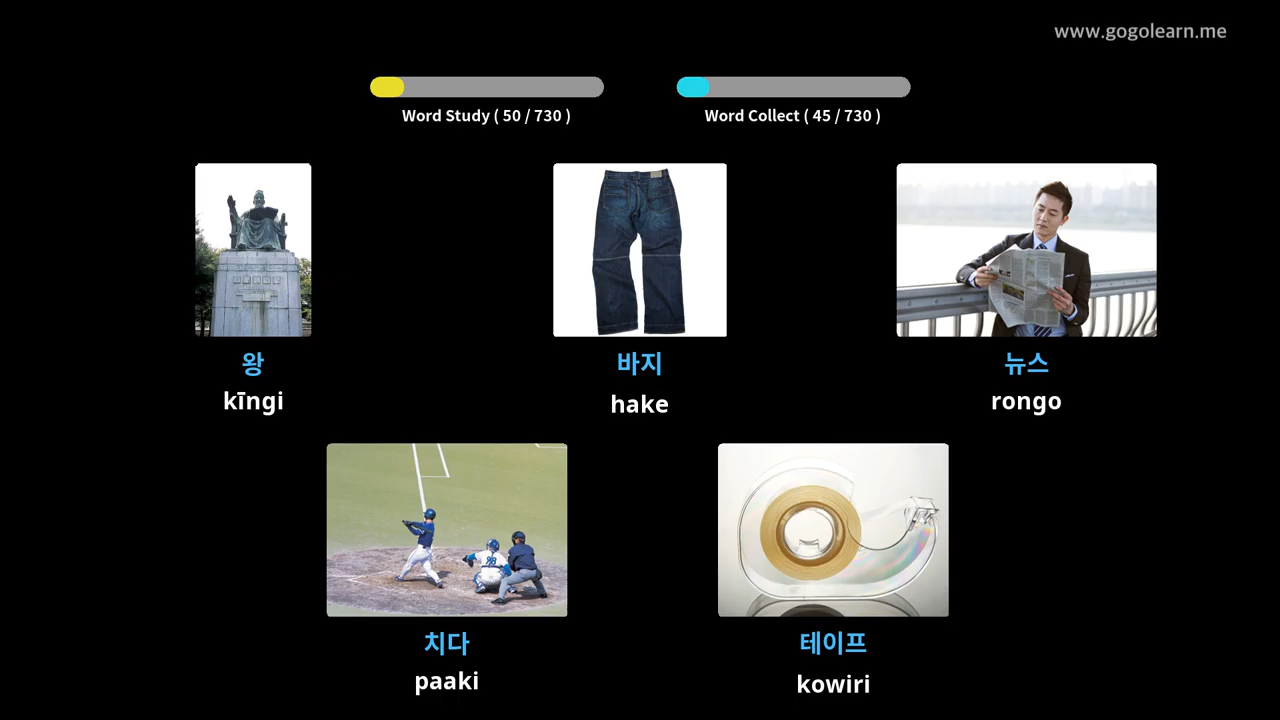 www.gogolearn.me
Word Study ( 50 / 730 )
Word Collect ( 45 / 730 )
왕
kīngi
바지
hake
뉴스
rongo
치다
paaki
테이프
kowiri